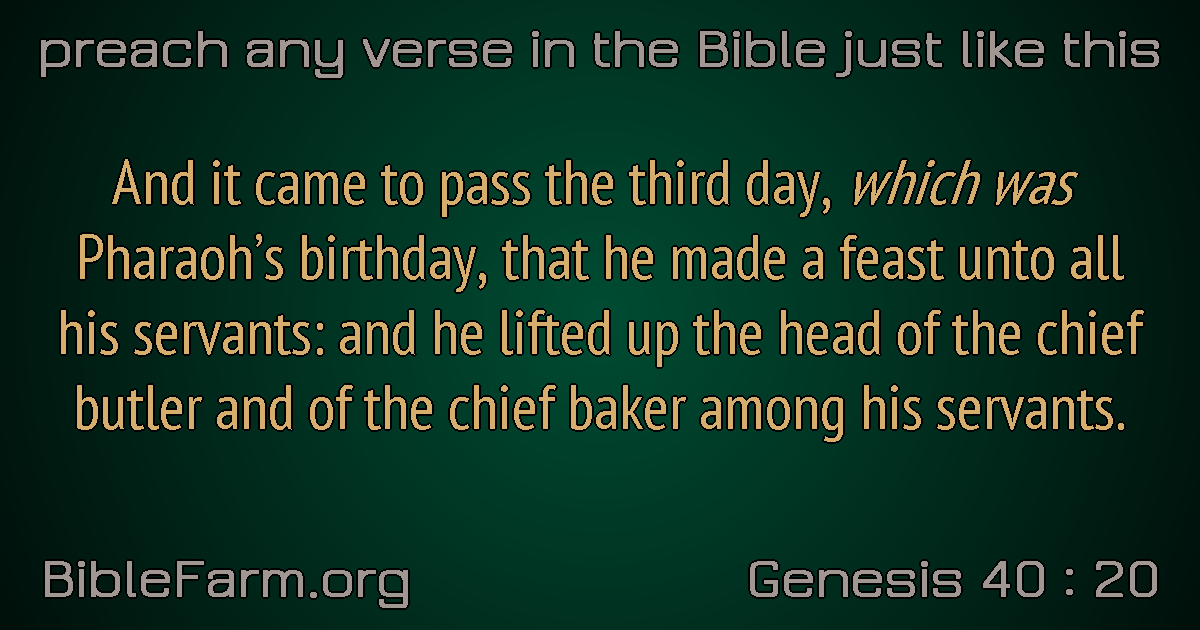 preach any verse in the Bible just like this
And it came to pass the third day, which was
Pharaoh’s birthday, that he made a feast unto all
his servants: and he lifted up the head of the chief
butler and of the chief baker among his servants.
BibleFarm.org
Genesis 40 : 20